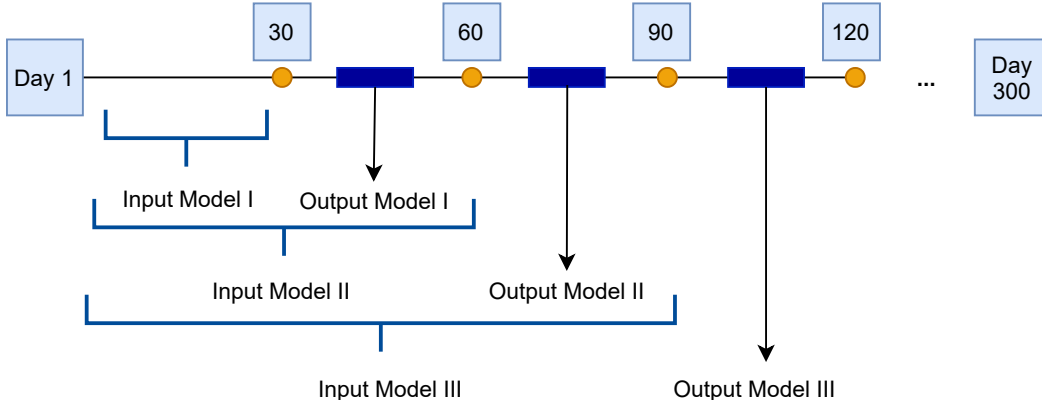 30
60
90
120
Day 1
...
Day
300
Input Model I
Output Model I
Input Model II
Output Model II
Input Model III
Output Model III